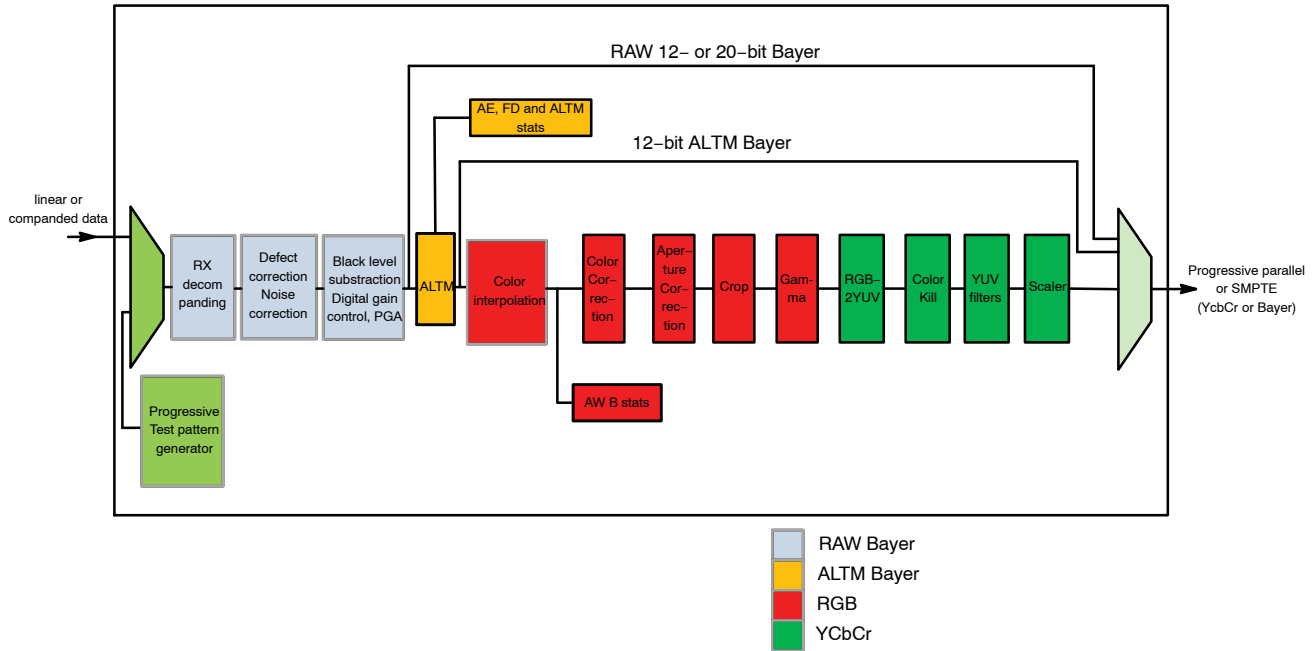 RAW 12− or 20−bit Bayer
AE, FD and ALTM
stats
12−bit ALTM Bayer
linear or
companded data
RX
decom
panding
Defect
correction
Noise
correction
Black level
substraction
Digital gain
control, PGA
ALTM
Color
interpolation
Color
Cor−
rec−
tion
Aper−
ture
Cor−
rec−
tion
Crop
Gam−
ma
RGB−
2YUV
Color
Kill
YUV
filters
Scaler
Progressive parallel
or SMPTE
(YcbCr or Bayer)
Progressive
Test pattern
generator
AW B stats
RAW Bayer
ALTM Bayer
RGB
YCbCr